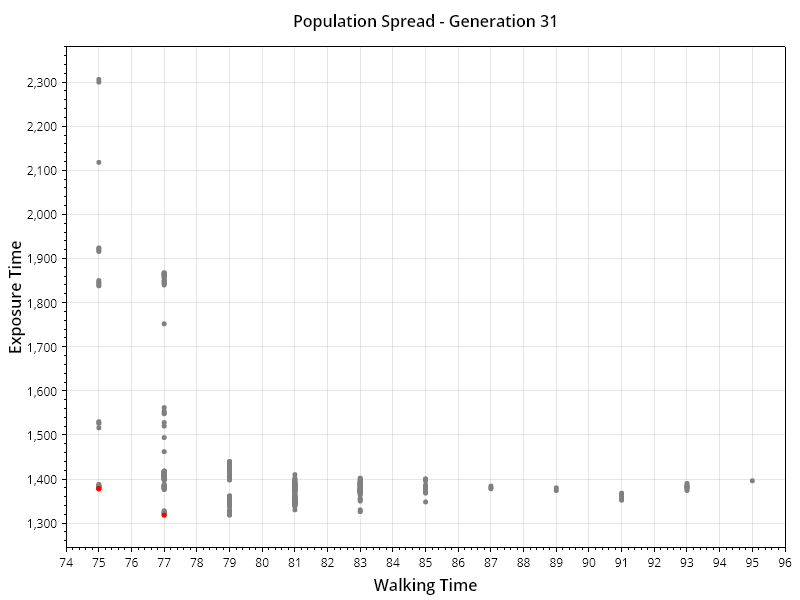 Population Spread - Generation 31
Exposure Time
2,300
2,200
2,100
2,000
1,900
1,800
1,700
1,600
1,500
1,400
1,300
74 75 76 77 78 79 80 81 82 83 84 85 86 87 88 89 90 91 92 93 94 95 96
Walking Time